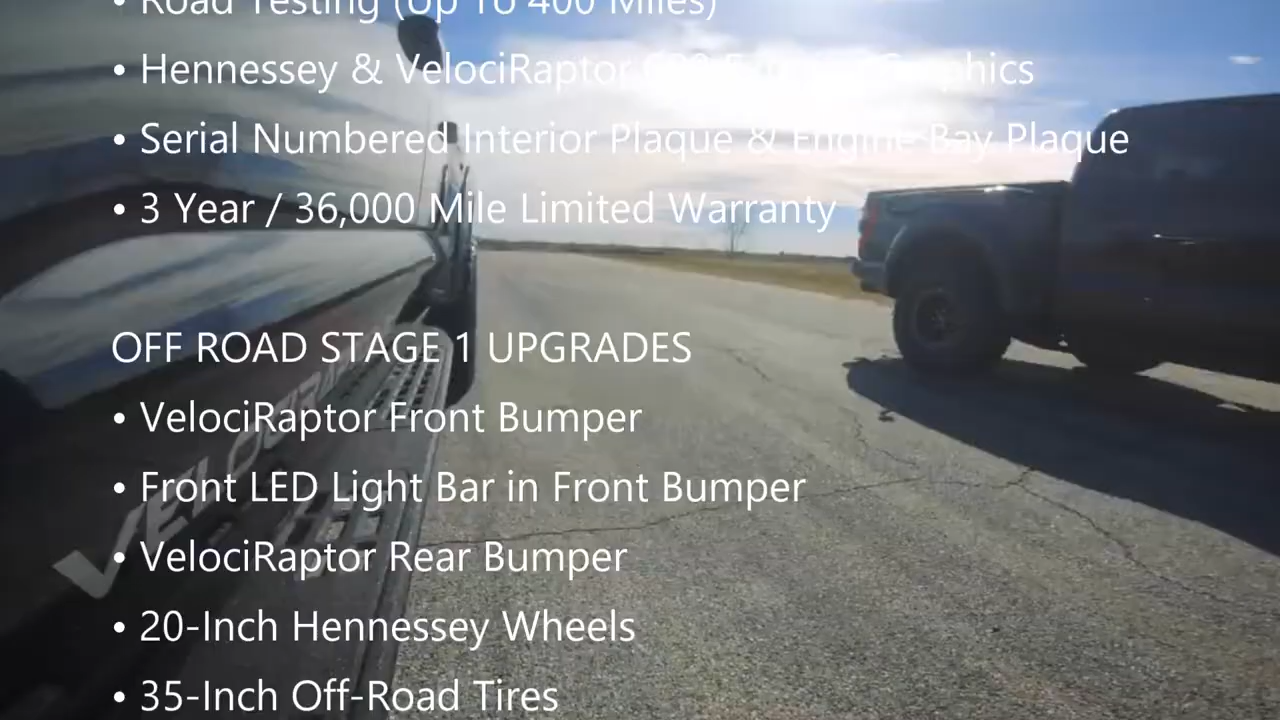 • Road Testing (Up To 400 Miles)
• Hennessey & VelociRaptor
• Serial Numbered Interior Plaque & Engine Bay Plaque
• 3 Year / 36,000 Mile Limited Warranty
OFF ROAD STAGE 1 UPGRADES
• VelociRaptor Front Bumper
• Front LED Light Bar in Front Bumper
• VelociRaptor Rear Bumper
• 20-Inch Hennessey Wheels
• 35-Inch Off-Road Tires